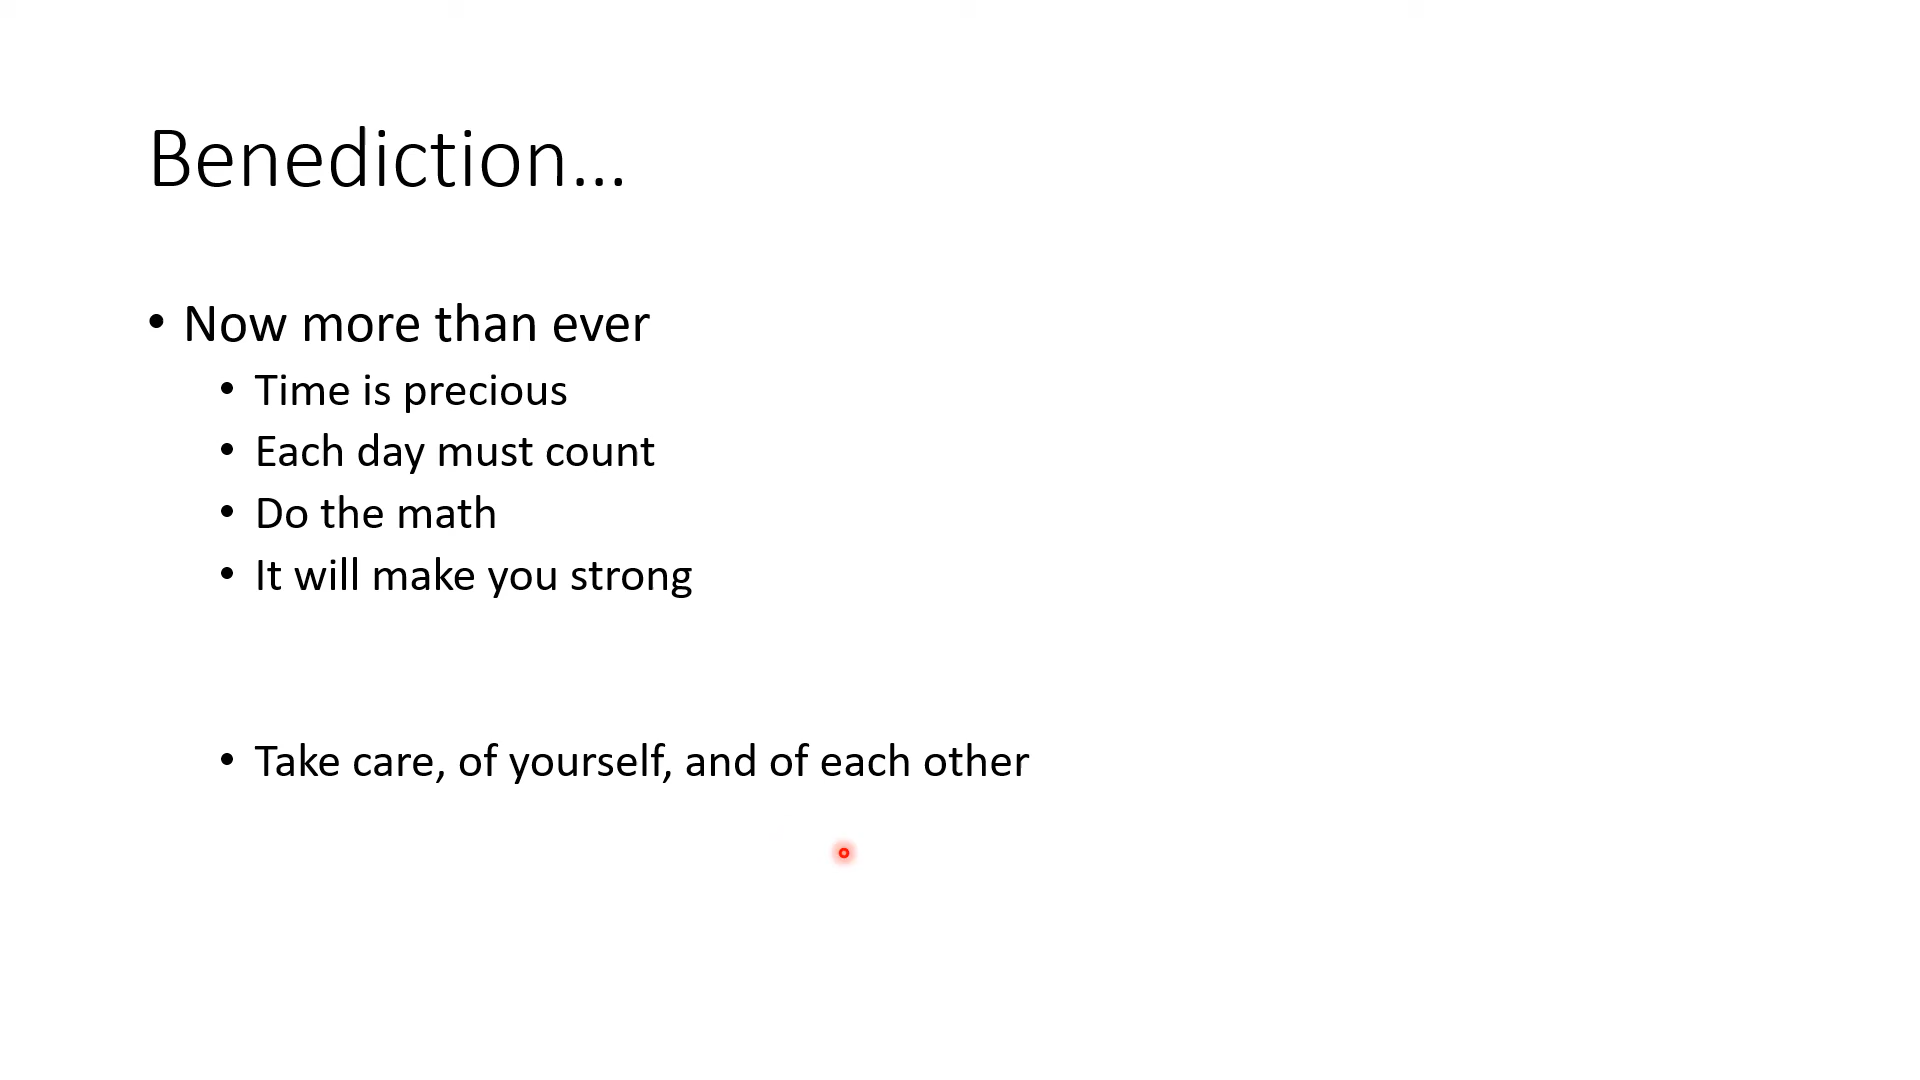 Benediction...
• Now more than ever
• Time is precious
• Each day must count
• Do the math
• It will make you strong
• Take care, of yourself, and of each other